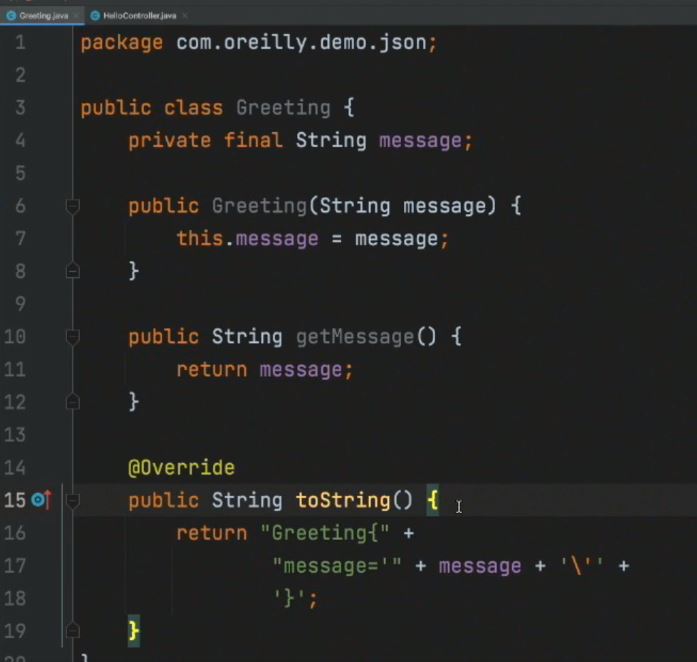 Greeting.java × HelloController.java ×
1 package com.oreilly.demo.json;
2
3 public class Greeting {
4 private final String message;
5
6 public Greeting(String message) {
7 this.message = message;
8 }
9
10 public String getMessage() {
11 return message;
12 }
13
14 @Override
15 public String toString() {
16 return "Greeting{" +
17 "message='" + message + '\'' +
18 '}';
19 }
20 }